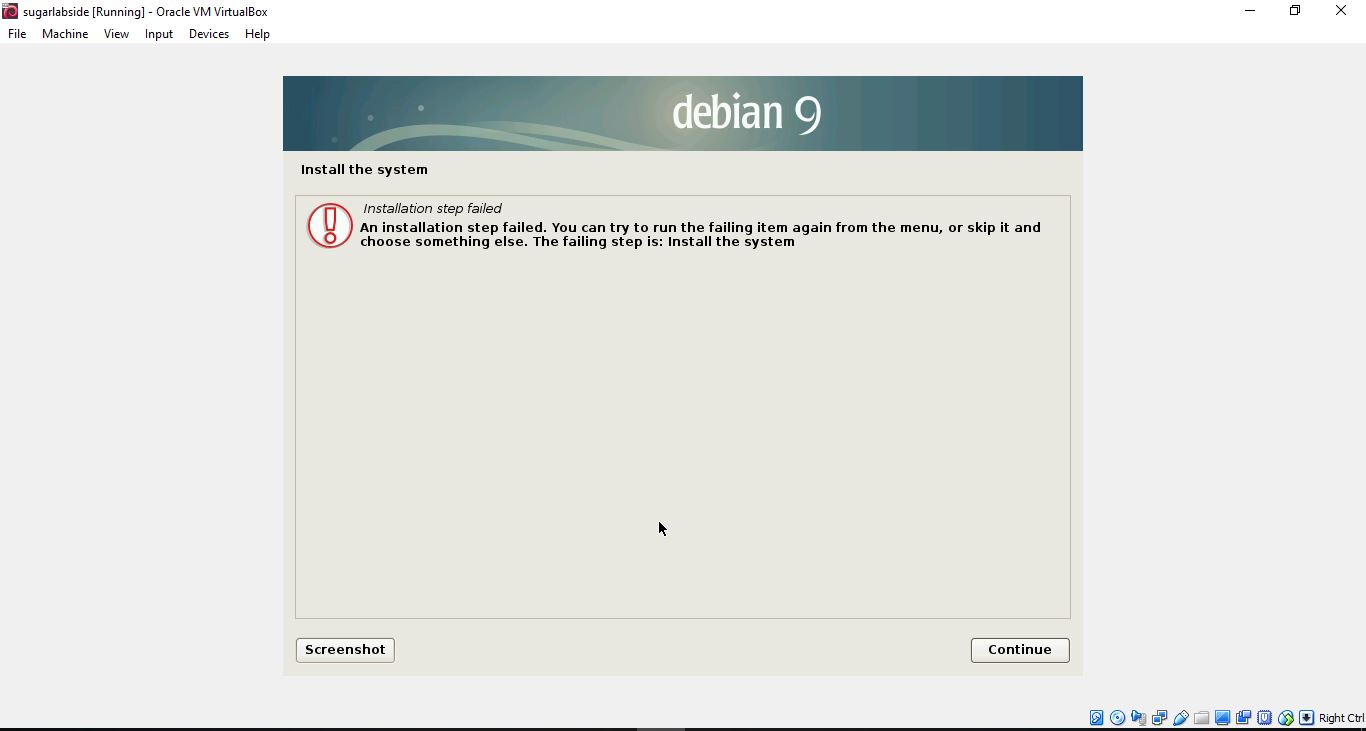 sugarlabside [Running] - Oracle VM VirtualBox
File Machine View Input Devices Help
debian 9
Install the system
Installation step failed
An installation step failed. You can try to run the failing item again from the menu, or skip it and
choose something else. The failing step is: Install the system
Screenshot Continue
Right Ctrl